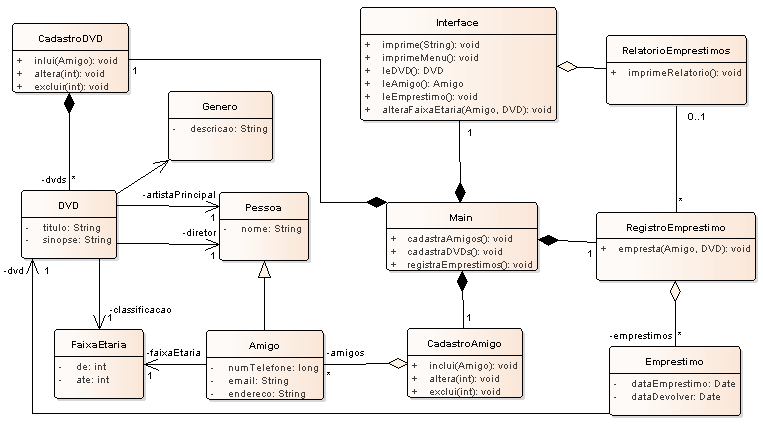 CadastroDVD
+ inlui(Amigo): void
+ altera(int): void
+ excluir(int): void
1
Interface
+ imprime(String): void
+ imprimeMenu(): void
+ leDVD(): DVD
+ leAmigo(): Amigo
+ leEmprestimo(): void
+ alteraFaixaEtaria(Amigo, DVD): void
1
RelatorioEmprestimos
+ imprimeRelatorio(): void
0..1
*
Genero
- descricao: String
-dvds *
DVD
- titulo: String
- sinopse: String
-artistaPrincipal
1
-diretor
1
Pessoa
- nome: String
Main
+ cadastraAmigos(): void
+ cadastraDVDs(): void
+ registraEmprestimos(): void
1
RegistroEmprestimo
+ empresta(Amigo, DVD): void
-dvd 1
-classificacao
1
FaixaEtaria
- de: int
- ate: int
-faixaEtaria
1
Amigo
- numTelefone: long
- email: String
- endereco: String
-amigos
*
1
CadastroAmigo
+ inclui(Amigo): void
+ altera(int): void
+ exclui(int): void
-emprestimos *
Emprestimo
- dataEmprestimo: Date
- dataDevolver: Date